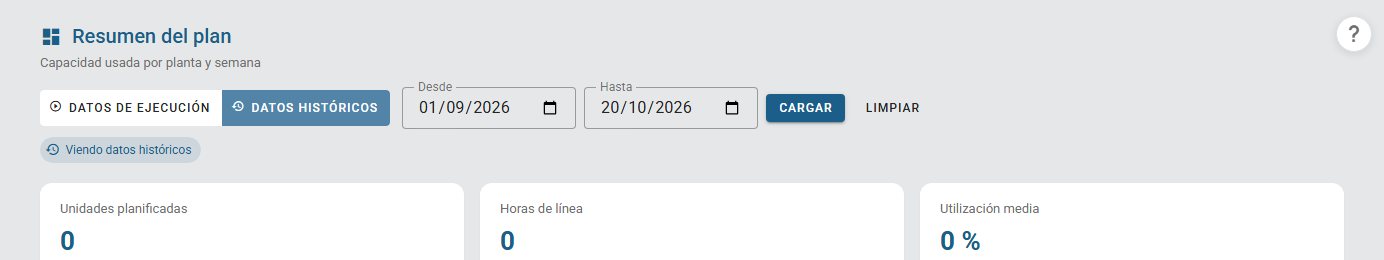 Resumen del plan
?
Capacidad usada por planta y semana
DATOS DE EJECUCIÓN DATOS HISTÓRICOS Desde 01/09/2026 Hasta 20/10/2026 CARGAR LIMPIAR
Viendo datos históricos
Unidades planificadas
0
Horas de línea
0
Utilización media
0 %